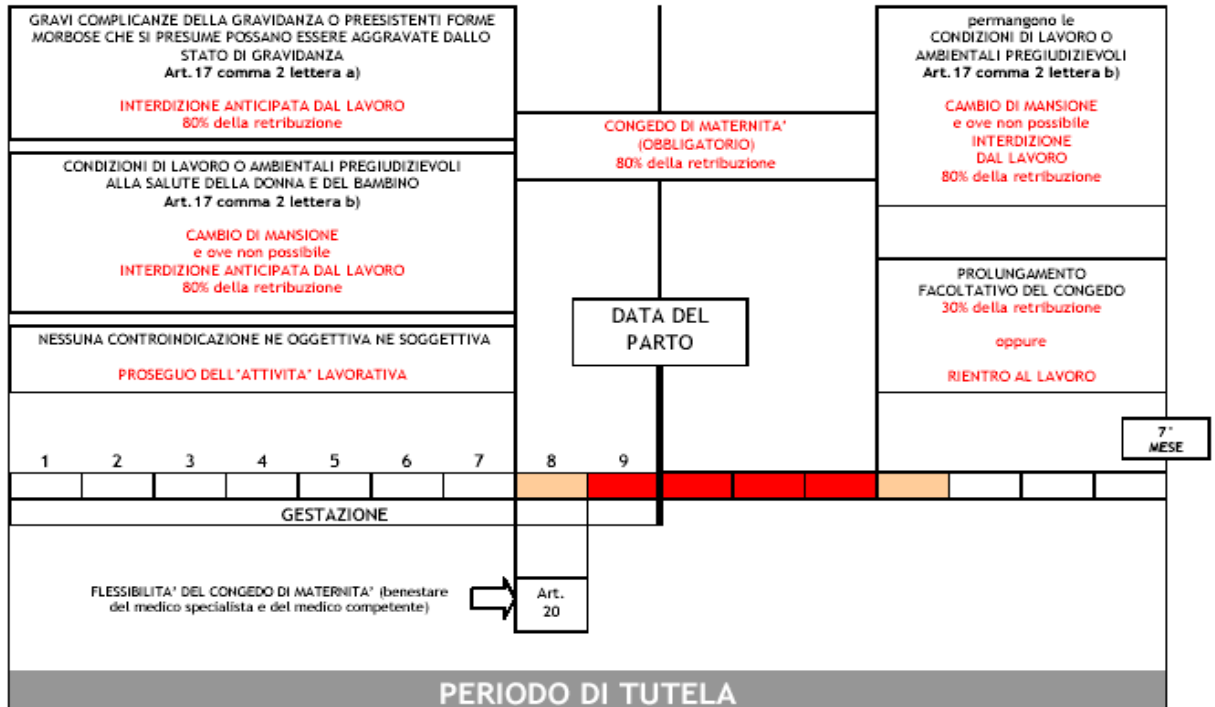 GRAVI COMPLICANZE DELLA GRAVIDANZA O PREESISTENTI FORME
MORBOSE CHE SI PRESUME POSSANO ESSERE AGGRAVATE DALLO
STATO DI GRAVIDANZA
Art.17 comma 2 lettera a)
INTERDIZIONE ANTICIPATA DAL LAVORO
80% della retribuzione
CONDIZIONI DI LAVORO O AMBIENTALI PREGIUDIZIEVOLI
ALLA SALUTE DELLA DONNA E DEL BAMBINO
Art.17 comma 2 lettera b)
CAMBIO DI MANSIONE
e ove non possibile
INTERDIZIONE ANTICIPATA DAL LAVORO
80% della retribuzione
NESSUNA CONTROINDICAZIONE NE OGGETTIVA NE SOGGETTIVA
PROSEGUO DELL'ATTIVITA' LAVORATIVA
CONGEDO DI MATERNITA'
(OBBLIGATORIO)
80% della retribuzione
DATA DEL
PARTO
permangono le
CONDIZIONI DI LAVORO O
AMBIENTALI PREGIUDIZIEVOLI
Art.17 comma 2 lettera b)
CAMBIO DI MANSIONE
e ove non possibile
INTERDIZIONE
DAL LAVORO
80% della retribuzione
PROLUNGAMENTO
FACOLTATIVO DEL CONGEDO
30% della retribuzione
oppure
RIENTRO AL LAVORO
7°
MESE
1 2 3 4 5 6 7 8 9
GESTAZIONE
FLESSIBILITA' DEL CONGEDO DI MATERNITA' (benestare
del medico specialista e del medico competente)
Art.
20
PERIODO DI TUTELA